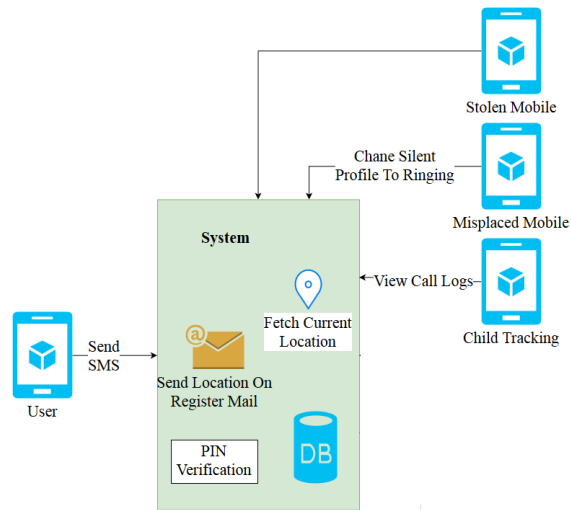 Stolen Mobile
Chane Silent
Profile To Ringing
Misplaced Mobile
System
View Call Logs
Fetch Current
Location
Child Tracking
@
Send
SMS
User
Send Location On
Register Mail
PIN
Verification
DB